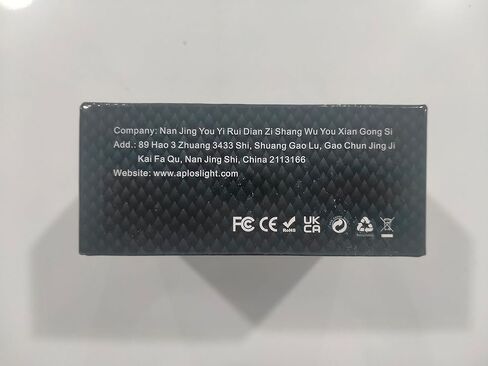 Company: Nan Jing You Yi Rui Dian Zi Shang Wu You Xian Gong Si
Add.: 89 Hao 3 Zhuang 3433 Shi, Shuang Gao Lu, Gao Chun Jing Ji
Kai Fa Qu, Nan Jing Shi, China 2113166
Website: www.aploslight.com
FC CE RoHS UK CA